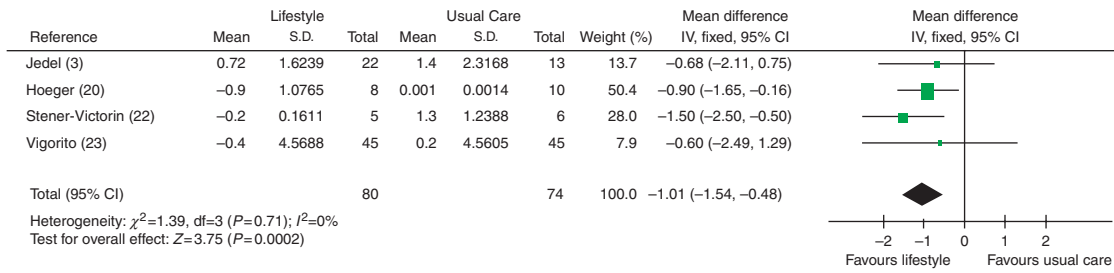 Lifestyle Usual Care Mean difference Mean difference
Reference Mean S.D. Total Mean S.D. Total Weight (%) IV, fixed, 95% CI IV, fixed, 95% CI
Jedel (3) 0.72 1.6239 22 1.4 2.3168 13 13.7 −0.68 (−2.11, 0.75)
Hoeger (20) −0.9 1.0765 8 0.001 0.0014 10 50.4 −0.90 (−1.65, −0.16)
Stener-Victorin (22) −0.2 0.1611 5 1.3 1.2388 6 28.0 −1.50 (−2.50, −0.50)
Vigorito (23) −0.4 4.5688 45 0.2 4.5605 45 7.9 −0.60 (−2.49, 1.29)
Total (95% CI) 80 74 100.0 −1.01 (−1.54, −0.48)
Heterogeneity: χ²=1.39, df=3 (P=0.71); I²=0%
Test for overall effect: Z=3.75 (P=0.0002)
−2 −1 0 1 2
Favours lifestyle Favours usual care